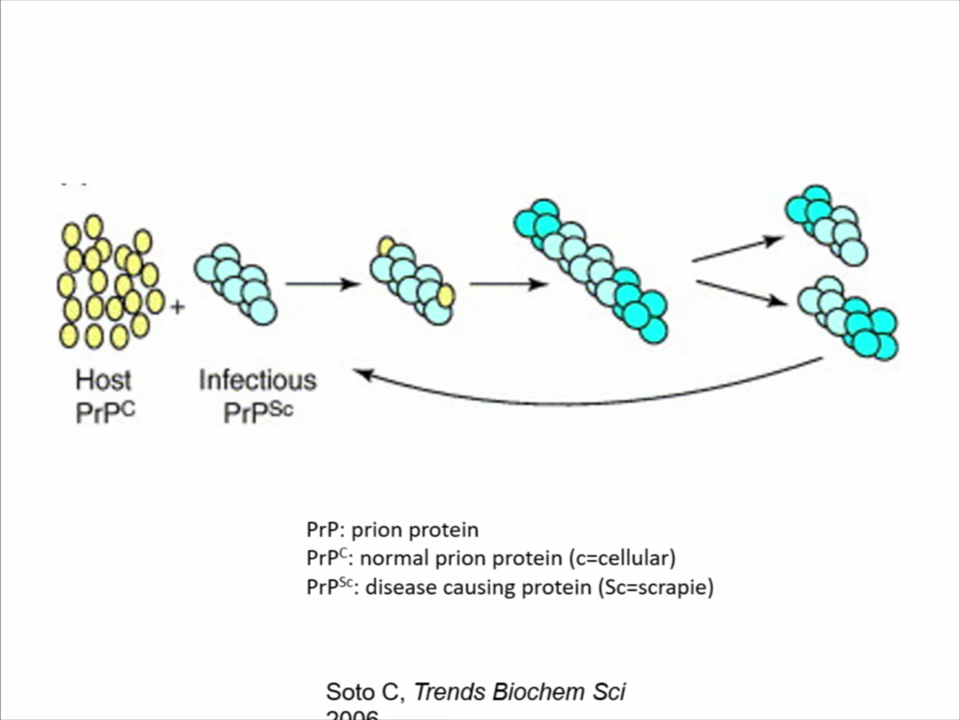 +
Host
PrPC
Infectious
PrPSc
PrP: prion protein
PrPC: normal prion protein (c=cellular)
PrPSc: disease causing protein (Sc=scrapie)
Soto C, Trends Biochem Sci
2006